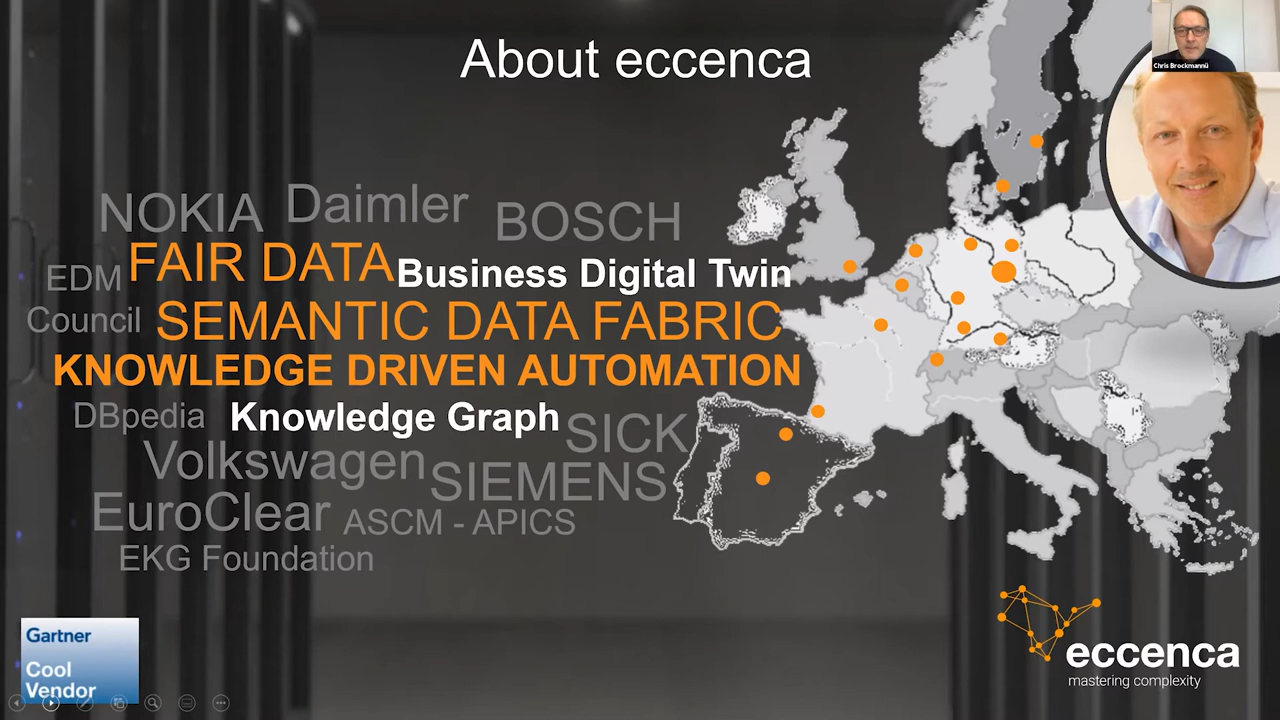 About eccenca
Chris Brockmannü
NOKIA Daimler BOSCH
EDM FAIR DATA Business Digital Twin
Council SEMANTIC DATA FABRIC
KNOWLEDGE DRIVEN AUTOMATION
DBpedia Knowledge Graph SICK
Volkswagen SIEMENS
EuroClear ASCM - APICS
EKG Foundation
Gartner
Cool
Vendor
eccenca
mastering complexity